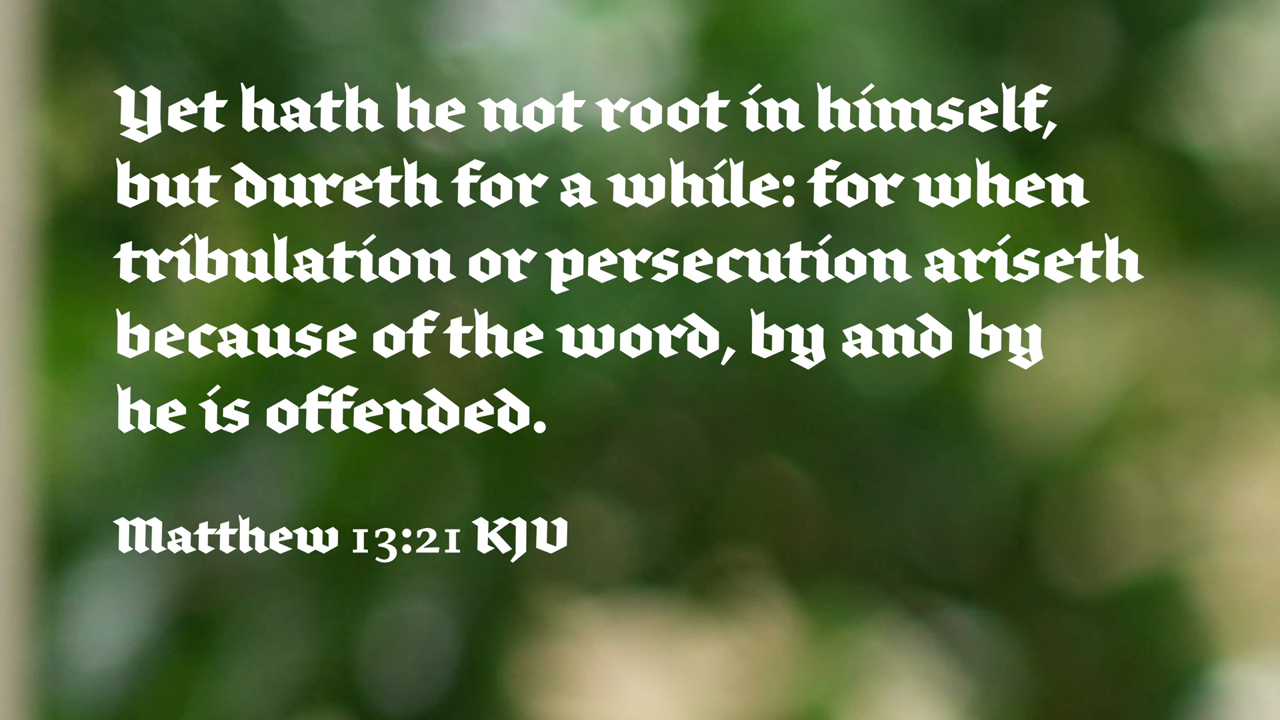 Yet hath he not root in himself,
but dureth for a while: for when
tribulation or persecution ariseth
because of the word, by and by
he is offended.
Matthew 13:21 KJV